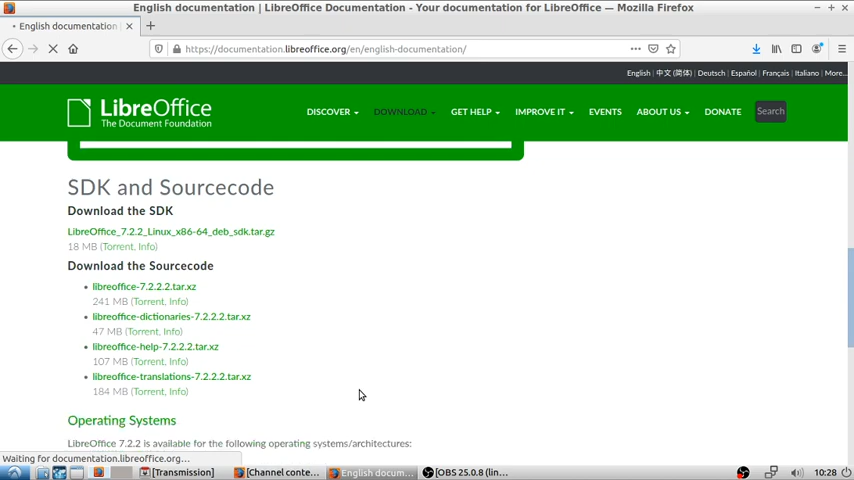 English documentation | LibreOffice Documentation - Your documentation for LibreOffice — Mozilla Firefox
English documentation
https://documentation.libreoffice.org/en/english-documentation/
English | 中文 (简体) | Deutsch | Español | Français | Italiano | More...
LibreOffice
The Document Foundation
DISCOVER DOWNLOAD GET HELP IMPROVE IT EVENTS ABOUT US DONATE Search
SDK and Sourcecode
Download the SDK
LibreOffice_7.2.2_Linux_x86-64_deb_sdk.tar.gz
18 MB (Torrent, Info)
Download the Sourcecode
libreoffice-7.2.2.2.tar.xz
241 MB (Torrent, Info)
libreoffice-dictionaries-7.2.2.2.tar.xz
47 MB (Torrent, Info)
libreoffice-help-7.2.2.2.tar.xz
107 MB (Torrent, Info)
libreoffice-translations-7.2.2.2.tar.xz
184 MB (Torrent, Info)
Operating Systems
LibreOffice 7.2.2 is available for the following operating systems/architectures:
Waiting for documentation.libreoffice.org...
[Transmission] [Channel conte... English docum... [OBS 25.0.8 (lin... 10:28